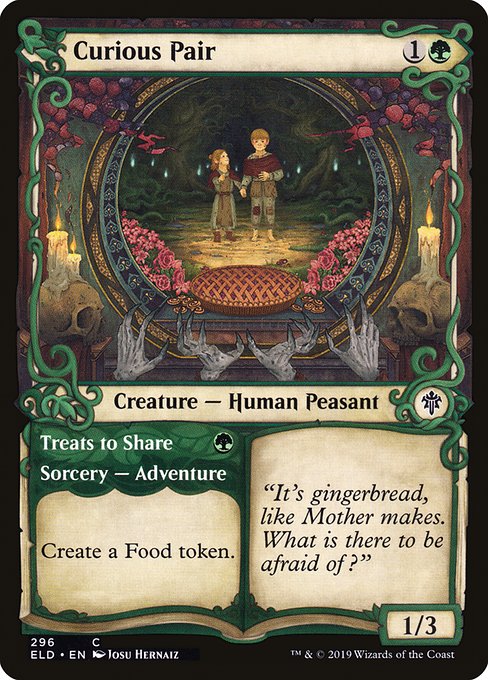 Curious Pair 1
Creature — Human Peasant
Treats to Share
Sorcery — Adventure
Create a Food token.
“It’s gingerbread,
like Mother makes.
What is there to be
afraid of?”
1/3
296 C
ELD • EN Josu Hernaiz
™ & © 2019 Wizards of the Coast